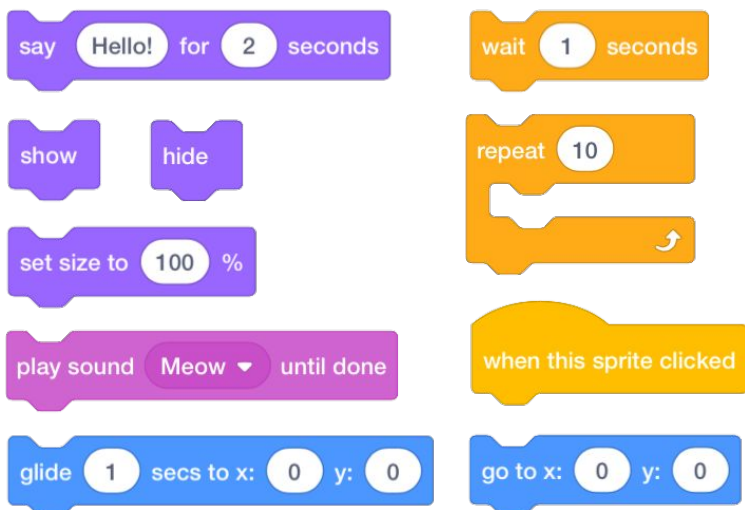 say Hello! for 2 seconds
wait 1 seconds
show
hide
repeat 10
set size to 100 %
play sound Meow until done
when this sprite clicked
glide 1 secs to x: 0 y: 0
go to x: 0 y: 0